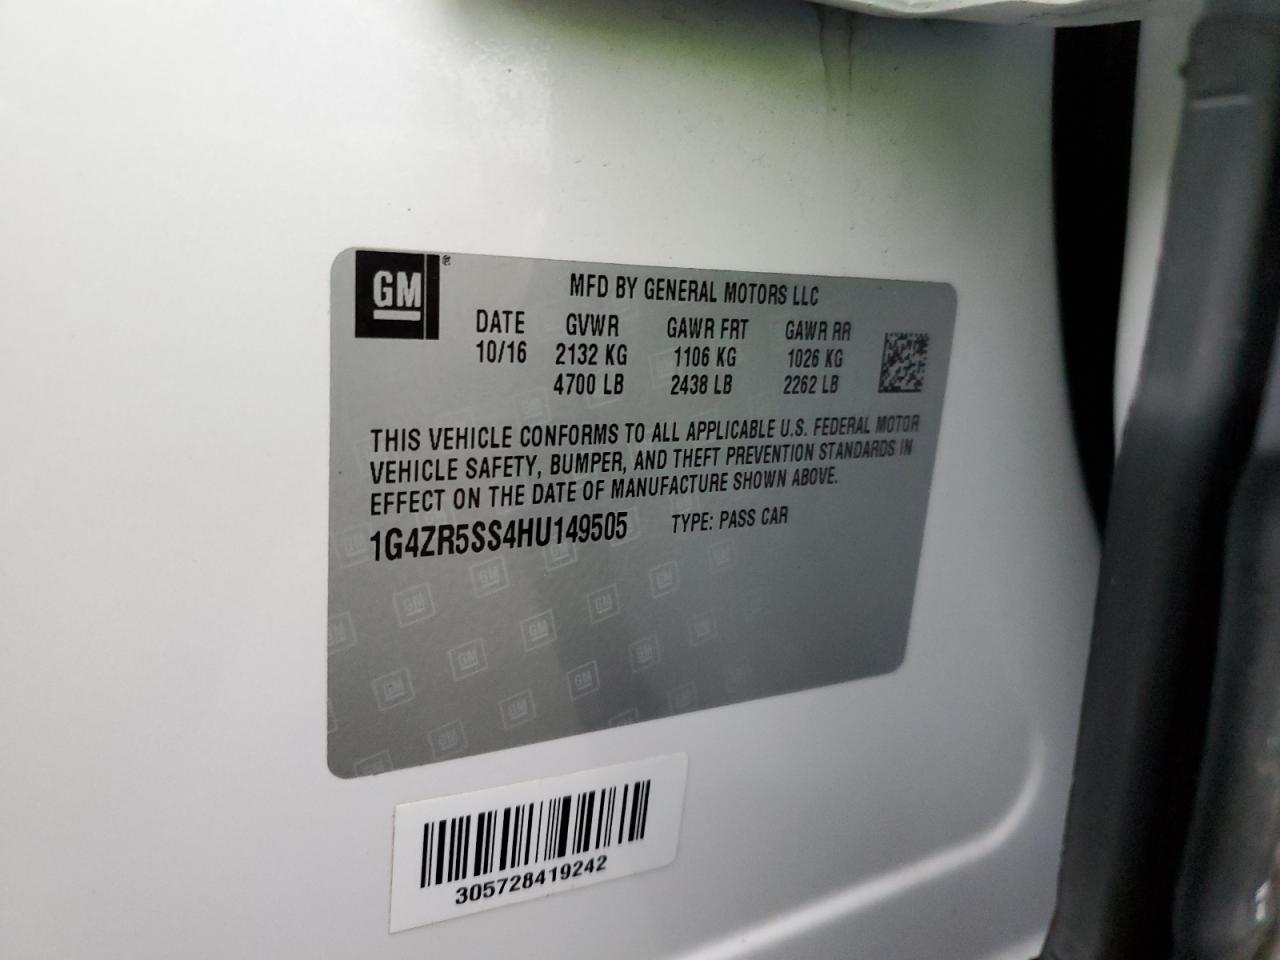 GM®
MFD BY GENERAL MOTORS LLC
DATE GVWR GAWR FRT GAWR RR
10/16 2132 KG 1106 KG 1026 KG
4700 LB 2438 LB 2262 LB
THIS VEHICLE CONFORMS TO ALL APPLICABLE U.S. FEDERAL MOTOR
VEHICLE SAFETY, BUMPER, AND THEFT PREVENTION STANDARDS IN
EFFECT ON THE DATE OF MANUFACTURE SHOWN ABOVE.
1G4ZR5SS4HU149505 TYPE: PASS CAR
305728419242